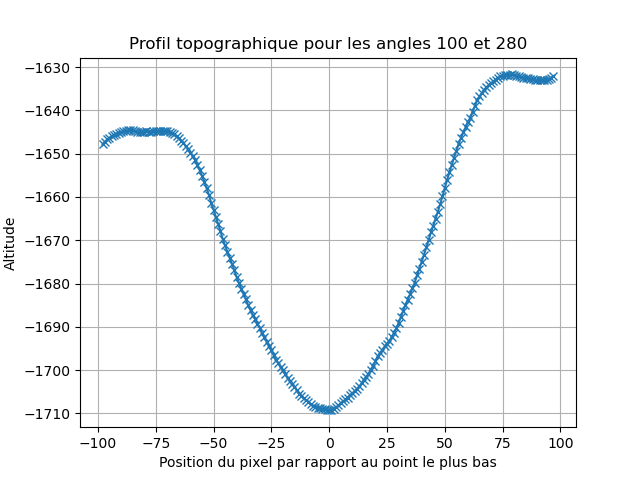 Profil topographique pour les angles 100 et 280
Altitude
−1630
−1640
−1650
−1660
−1670
−1680
−1690
−1700
−1710
−100 −75 −50 −25 0 25 50 75 100
Position du pixel par rapport au point le plus bas